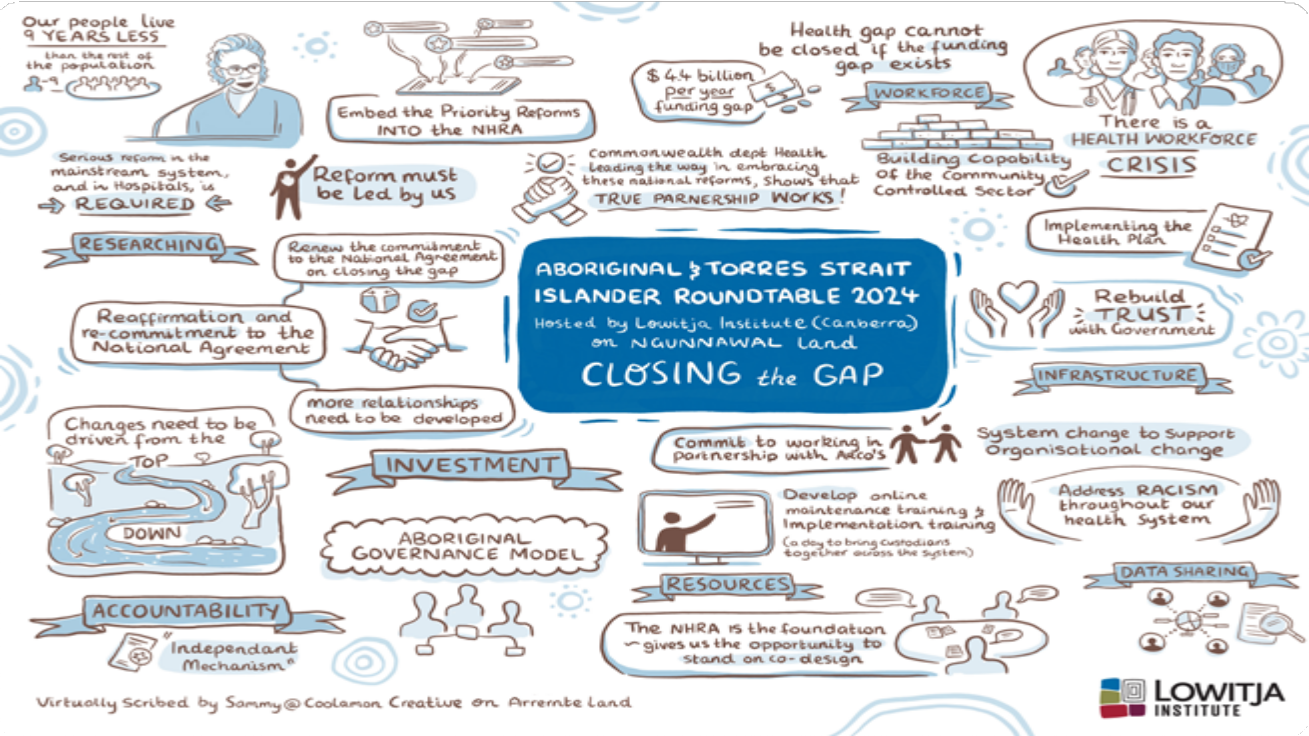 Our people live
9 YEARS LESS
than the rest of
the population
-9
Embed the Priority Reforms
INTO the NHRA
$4.4 billion
per year
funding gap
Health gap cannot
be closed if the funding
gap exists
WORKFORCE
Building Capability
of the Community
Controlled Sector
There is a
HEALTH WORKFORCE
CRISIS
Serious reform in the
mainstream system,
and in Hospitals, is
REQUIRED
Reform must
be led by us
Commonwealth dept Health
leading the way in embracing
these national reforms, shows that
TRUE PARNERSHIP WORKS!
RESEARCHING
Renew the commitment
to the National Agreement
on closing the gap
Reaffirmation and
re-commitment to the
National Agreement
more relationships
need to be developed
ABORIGINAL & TORRES STRAIT
ISLANDER ROUNDTABLE 2024
Hosted by Lowitja Institute (Canberra)
on NGUNNAWAL land
CLOSING the GAP
Implementing the
Health Plan
Rebuild
TRUST
with Government
INFRASTRUCTURE
Changes need to be
driven from the
TOP
DOWN
INVESTMENT
ABORIGINAL
GOVERNANCE MODEL
Commit to working in
partnership with Acco's
System change to Support
Organisational change
Develop online
maintenance training &
Implementation training
(a day to bring custodians
together across the system)
Address RACISM
throughout our
health System
RESOURCES
DATA SHARING
ACCOUNTABILITY
"Independant
Mechanism"
The NHRA is the foundation
~ gives us the opportunity to
stand on co-design
Virtually Scribed by Sammy@Coolamon Creative on Arrernte Land
LOWITJA
INSTITUTE